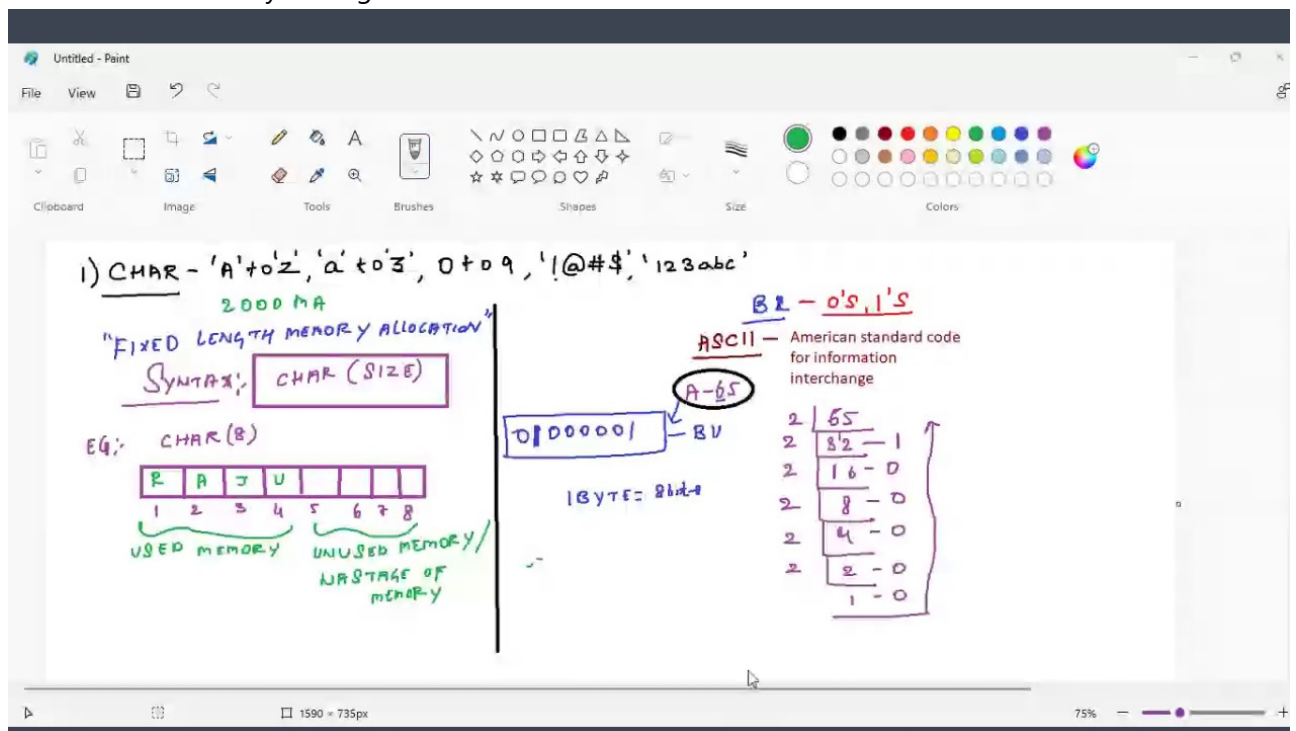 Untitled - Paint
File View
Clipboard
Image
Tools
Brushes
Shapes
Size
Colors
1) CHAR - 'A' to 'Z', 'a' to 'z', 0 to 9, '!@#$', '123abc'
2000 MA
"FIXED LENGTH MEMORY ALLOCATION"
SYNTAX:- CHAR (SIZE)
EG:- CHAR (8)
R A J U
1 2 3 4 5 6 7 8
USED MEMORY
UNUSED MEMORY/
WASTAGE OF
MEMORY
BL - 0'S, 1'S
ASCII - American standard code
for information
interchange
A-65
01000001 - BV
1BYTE = 8bits
2 65
2 32 - 1
2 16 - 0
2 8 - 0
2 4 - 0
2 2 - 0
1 - 0
1590 × 735px
75%